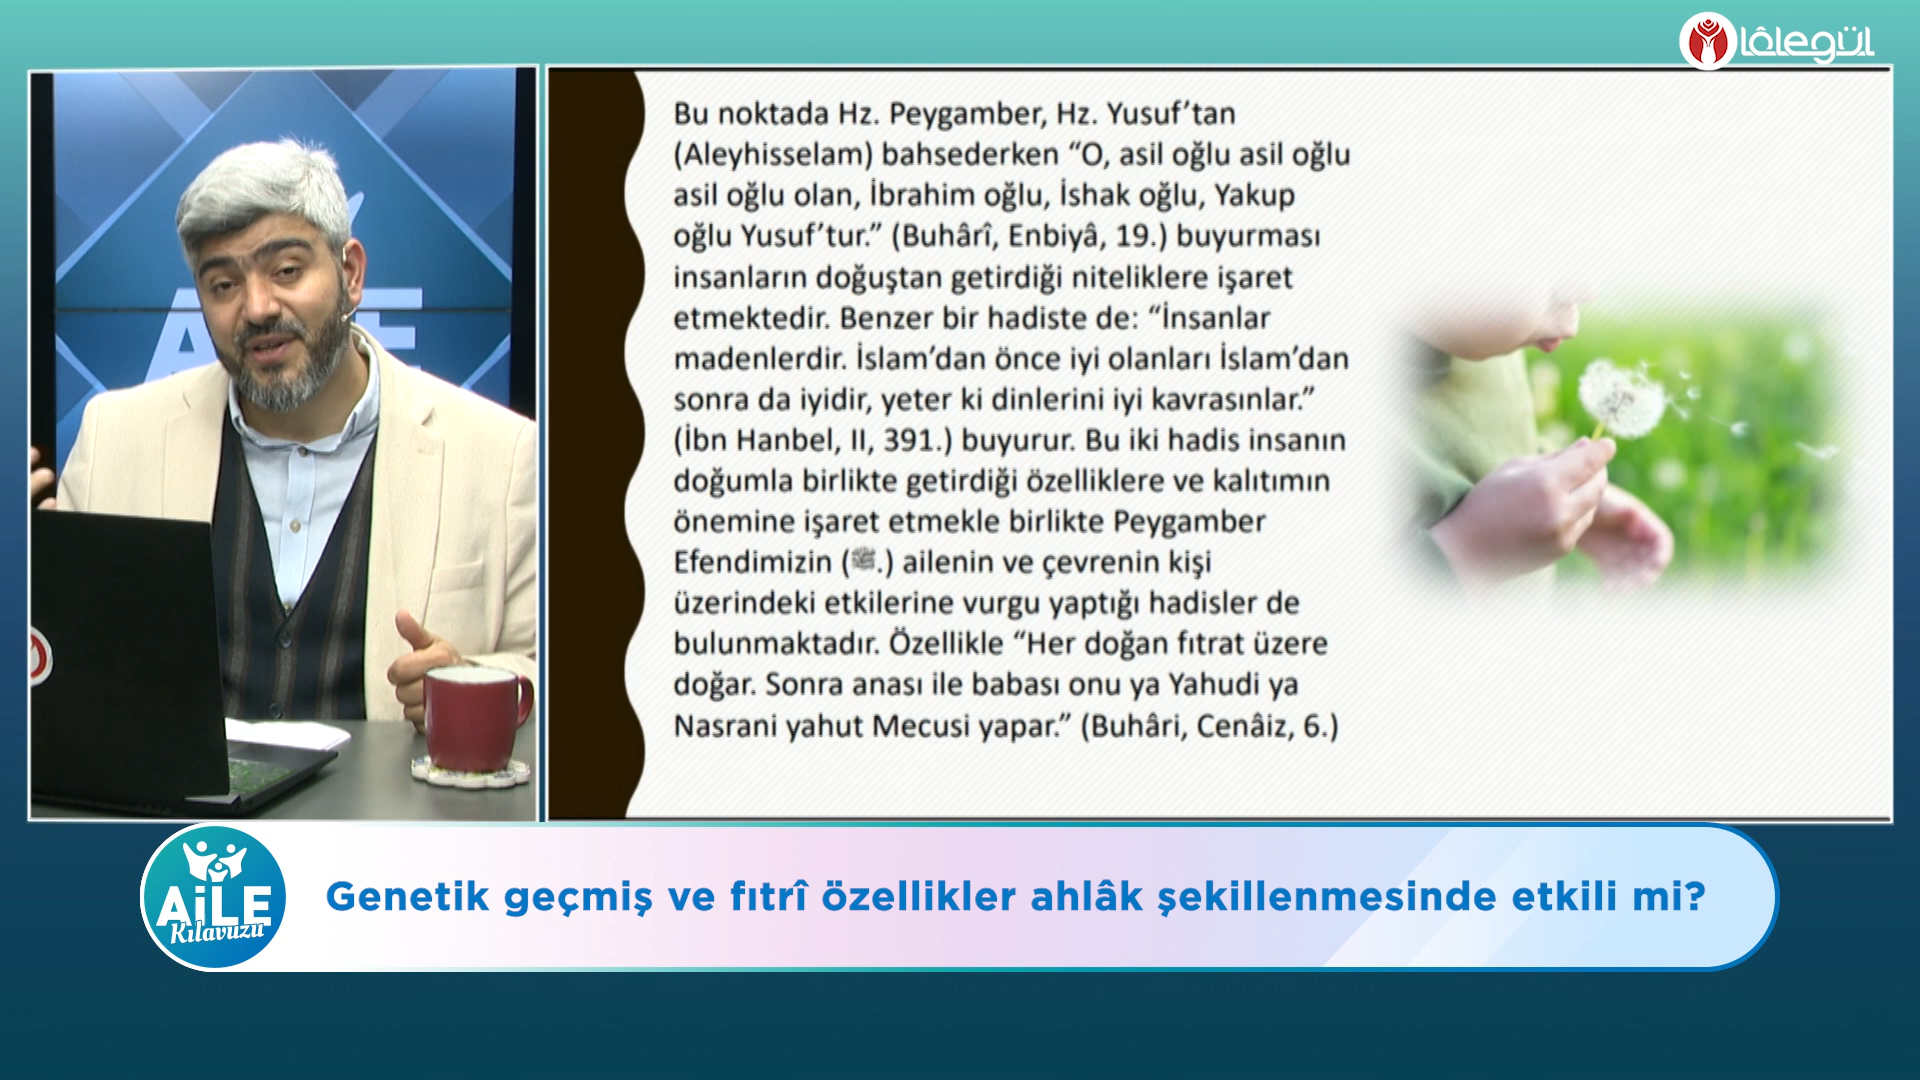 lâlegül
Bu noktada Hz. Peygamber, Hz. Yusuf’tan
(Aleyhisselam) bahsederken “O, asil oğlu asil oğlu
asil oğlu olan, İbrahim oğlu, İshak oğlu, Yakup
oğlu Yusuf’tur.” (Buhârî, Enbiyâ, 19.) buyurması
insanların doğuştan getirdiği niteliklere işaret
etmektedir. Benzer bir hadiste de: “İnsanlar
madenlerdir. İslam’dan önce iyi olanları İslam’dan
sonra da iyidir, yeter ki dinlerini iyi kavrasınlar.”
(İbn Hanbel, II, 391.) buyurur. Bu iki hadis insanın
doğumla birlikte getirdiği özelliklere ve kalıtımın
önemine işaret etmekle birlikte Peygamber
Efendimizin (ﷺ.) ailenin ve çevrenin kişi
üzerindeki etkilerine vurgu yaptığı hadisler de
bulunmaktadır. Özellikle “Her doğan fıtrat üzere
doğar. Sonra anası ile babası onu ya Yahudi ya
Nasrani yahut Mecusi yapar.” (Buhâri, Cenâiz, 6.)
AiLE
Kılavuzu
Genetik geçmiş ve fıtrî özellikler ahlâk şekillenmesinde etkili mi?